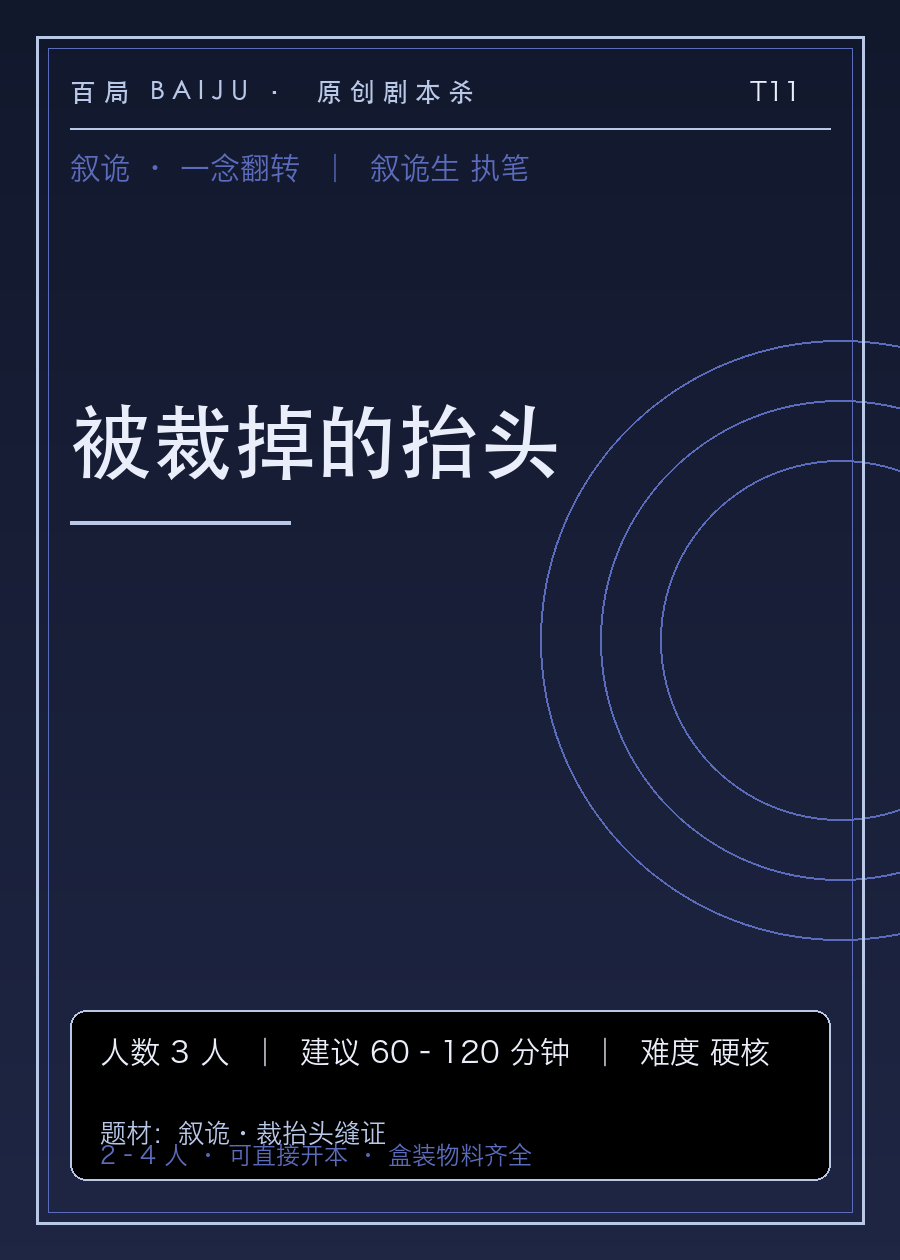 百局 BAIJU · 原创剧本杀 T11
叙诡 · 一念翻转 ｜ 叙诡生 执笔
被裁掉的抬头
人数 3 人 ｜ 建议 60 - 120 分钟 ｜ 难度 硬核
题材: 叙诡 · 裁抬头缝证
2 - 4 人 · 可直接开本 · 盒装物料齐全